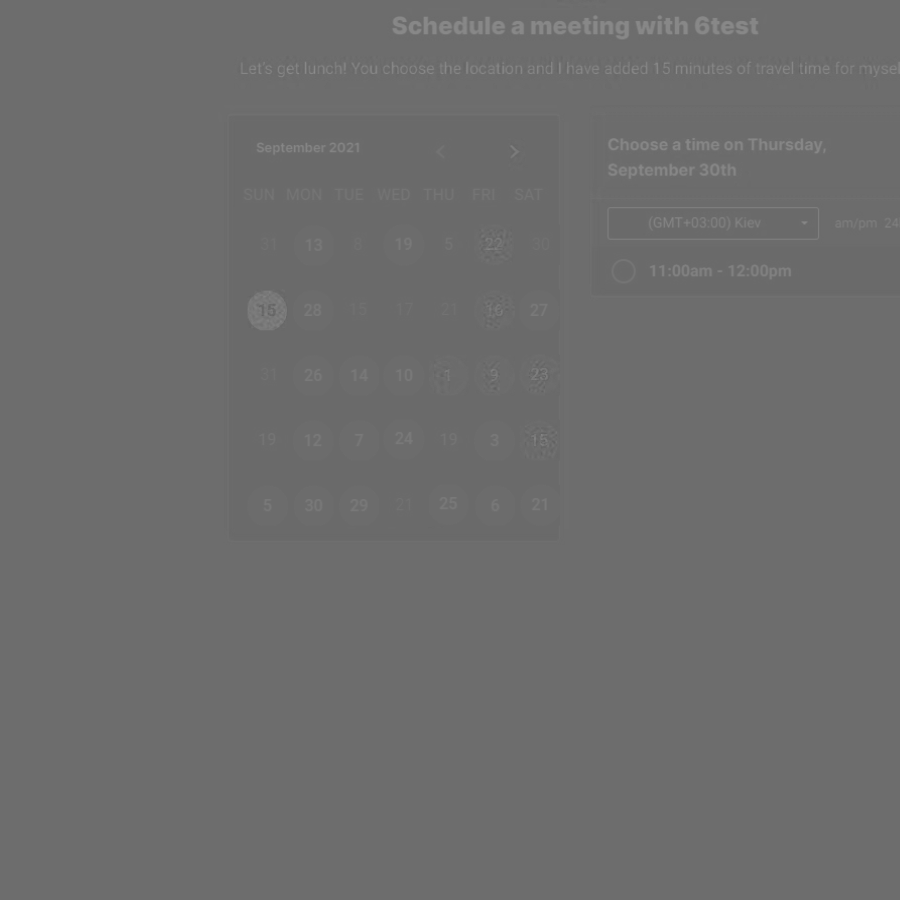 Schedule a meeting with 6test
Let's get lunch! You choose the location and I have added 15 minutes of travel time for mysel
September 2021
SUN MON TUE WED THU FRI SAT
31 13 8 19 5 22 30
15 28 15 17 21 16 27
31 26 14 10 9 23
19 12 7 24 19 3 15
5 30 29 21 25 6 21
Choose a time on Thursday,
September 30th
(GMT+03:00) Kiev
am/pm 24
11:00am - 12:00pm